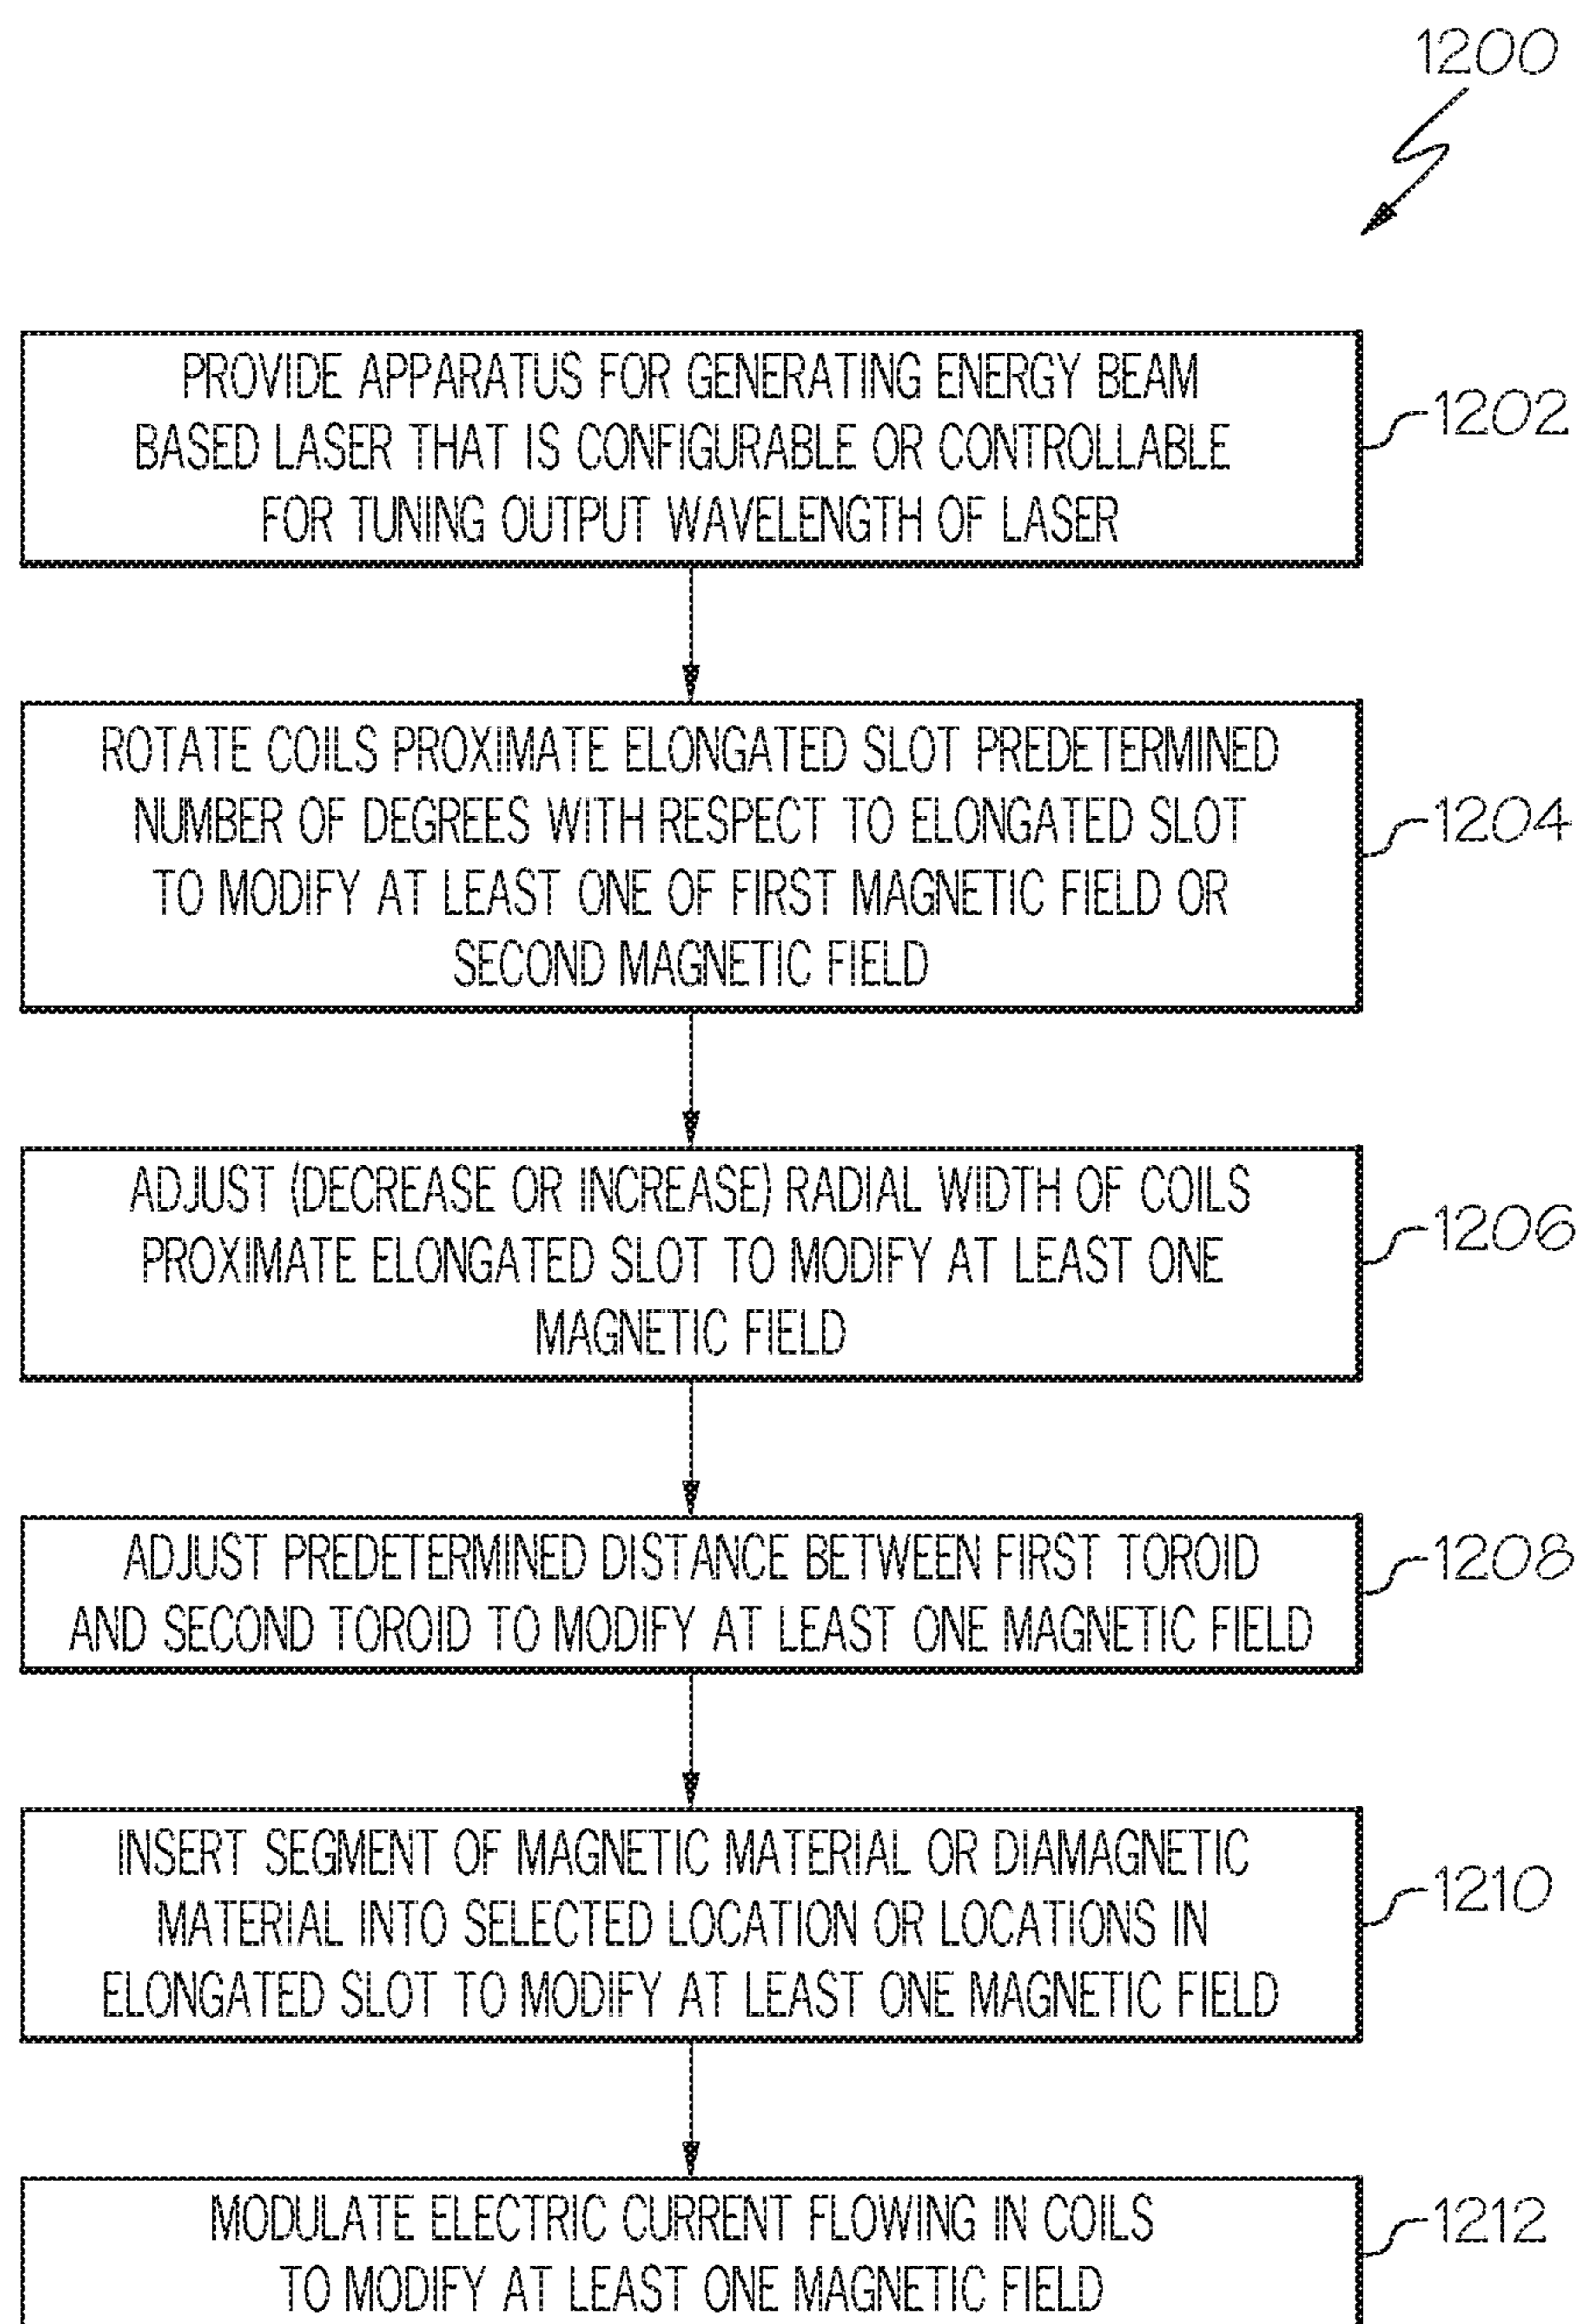 1200
PROVIDE APPARATUS FOR GENERATING ENERGY BEAM
BASED LASER THAT IS CONFIGURABLE OR CONTROLLABLE
FOR TUNING OUTPUT WAVELENGTH OF LASER
1202
ROTATE COILS PROXIMATE ELONGATED SLOT PREDETERMINED
NUMBER OF DEGREES WITH RESPECT TO ELONGATED SLOT
TO MODIFY AT LEAST ONE OF FIRST MAGNETIC FIELD OR
SECOND MAGNETIC FIELD
1204
ADJUST (DECREASE OR INCREASE) RADIAL WIDTH OF COILS
PROXIMATE ELONGATED SLOT TO MODIFY AT LEAST ONE
MAGNETIC FIELD
1206
ADJUST PREDETERMINED DISTANCE BETWEEN FIRST TOROID
AND SECOND TOROID TO MODIFY AT LEAST ONE MAGNETIC FIELD
1208
INSERT SEGMENT OF MAGNETIC MATERIAL OR DIAMAGNETIC
MATERIAL INTO SELECTED LOCATION OR LOCATIONS IN
ELONGATED SLOT TO MODIFY AT LEAST ONE MAGNETIC FIELD
1210
MODULATE ELECTRIC CURRENT FLOWING IN COILS
TO MODIFY AT LEAST ONE MAGNETIC FIELD
1212